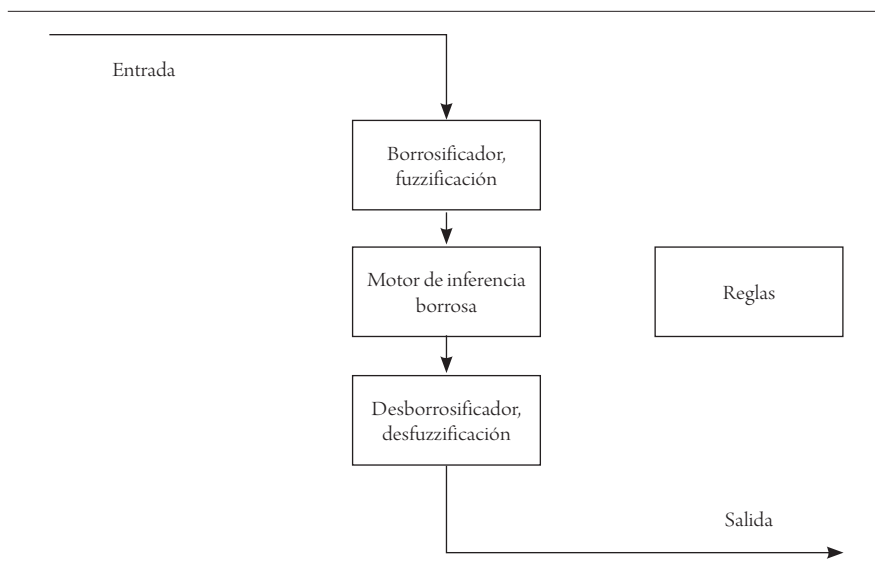 Entrada
Borrosificador,
fuzzificación
Motor de inferencia
borrosa
Reglas
Desborrosificador,
desfuzzificación
Salida